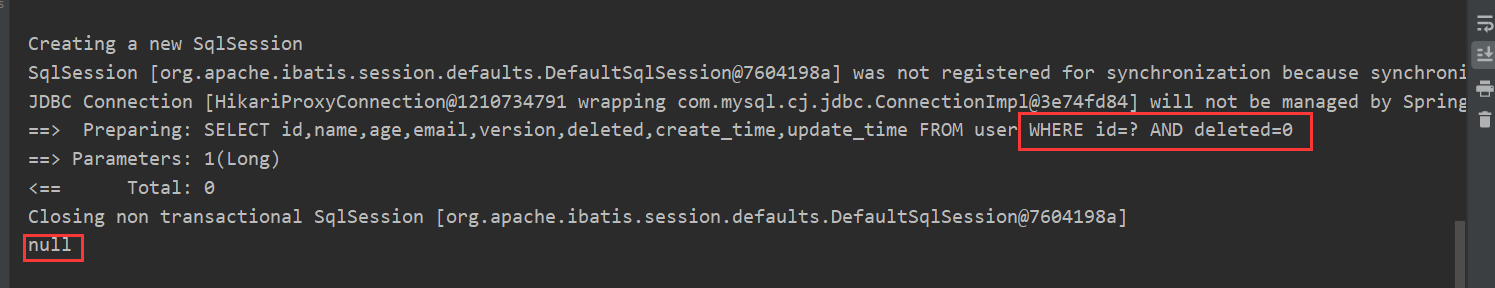 Creating a new SqlSession
SqlSession [org.apache.ibatis.session.defaults.DefaultSqlSession@7604198a] was not registered for synchronization because synchroni
JDBC Connection [HikariProxyConnection@1210734791 wrapping com.mysql.cj.jdbc.ConnectionImpl@3e74fd84] will not be managed by Spring
==>  Preparing: SELECT id,name,age,email,version,deleted,create_time,update_time FROM user WHERE id=? AND deleted=0
==> Parameters: 1(Long)
<==      Total: 0
Closing non transactional SqlSession [org.apache.ibatis.session.defaults.DefaultSqlSession@7604198a]
null